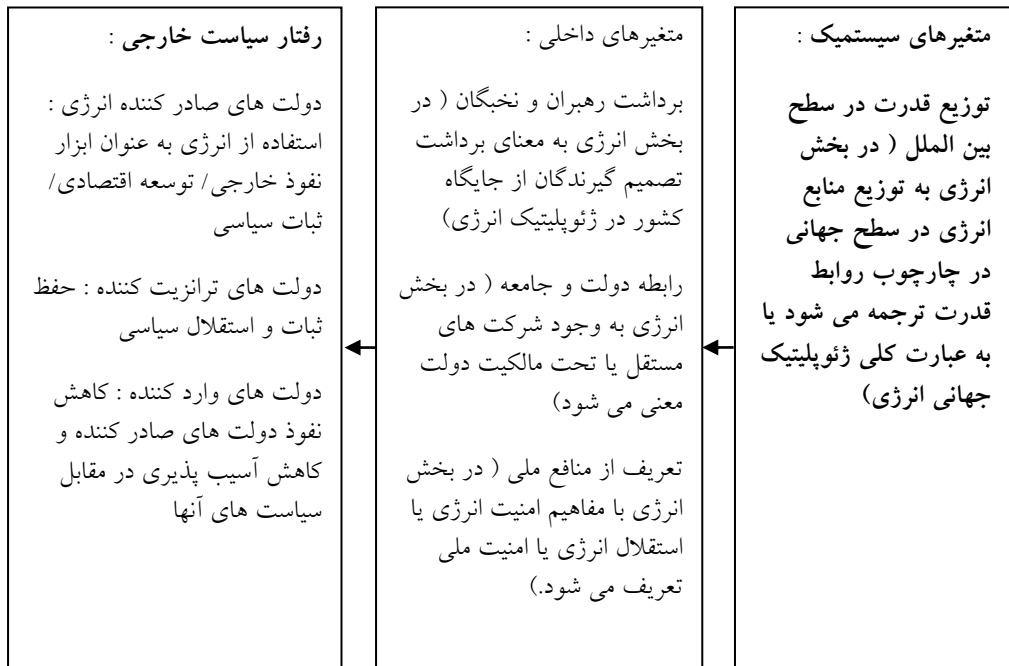 متغیرهای سیستمیک :
توزیع قدرت در سطح
بین الملل ( در بخش
انرژی به توزیع منابع
انرژی در سطح جهانی
در چارچوب روابط
قدرت ترجمه می شود یا
به عبارت کلی ژئوپلیتیک
جهانی انرژی)
متغیرهای داخلی :
برداشت رهبران و نخبگان ( در
بخش انرژی به معنای برداشت
تصمیم گیرندگان از جایگاه
کشور در ژئوپلیتیک انرژی)
رابطه دولت و جامعه ( در بخش
انرژی به وجود شرکت های
مستقل یا تحت مالکیت دولت
معنی می شود)
تعریف از منافع ملی ( در بخش
انرژی با مفاهیم امنیت انرژی یا
استقلال انرژی یا امنیت ملی
تعریف می شود.)
رفتار سیاست خارجی :
دولت های صادر کننده انرژی :
استفاده از انرژی به عنوان ابزار
نفوذ خارجی/ توسعه اقتصادی/
ثبات سیاسی
دولت های ترانزیت کننده : حفظ
ثبات و استقلال سیاسی
دولت های وارد کننده : کاهش
نفوذ دولت های صادر کننده و
کاهش آسیب پذیری در مقابل
سیاست های آنها